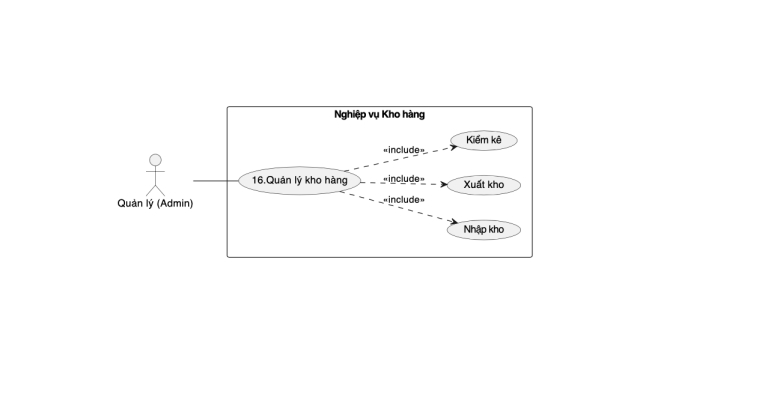 Nghiệp vụ Kho hàng
«include»
Kiểm kê
16.Quản lý kho hàng
«include»
Xuất kho
Quản lý (Admin)
«include»
Nhập kho